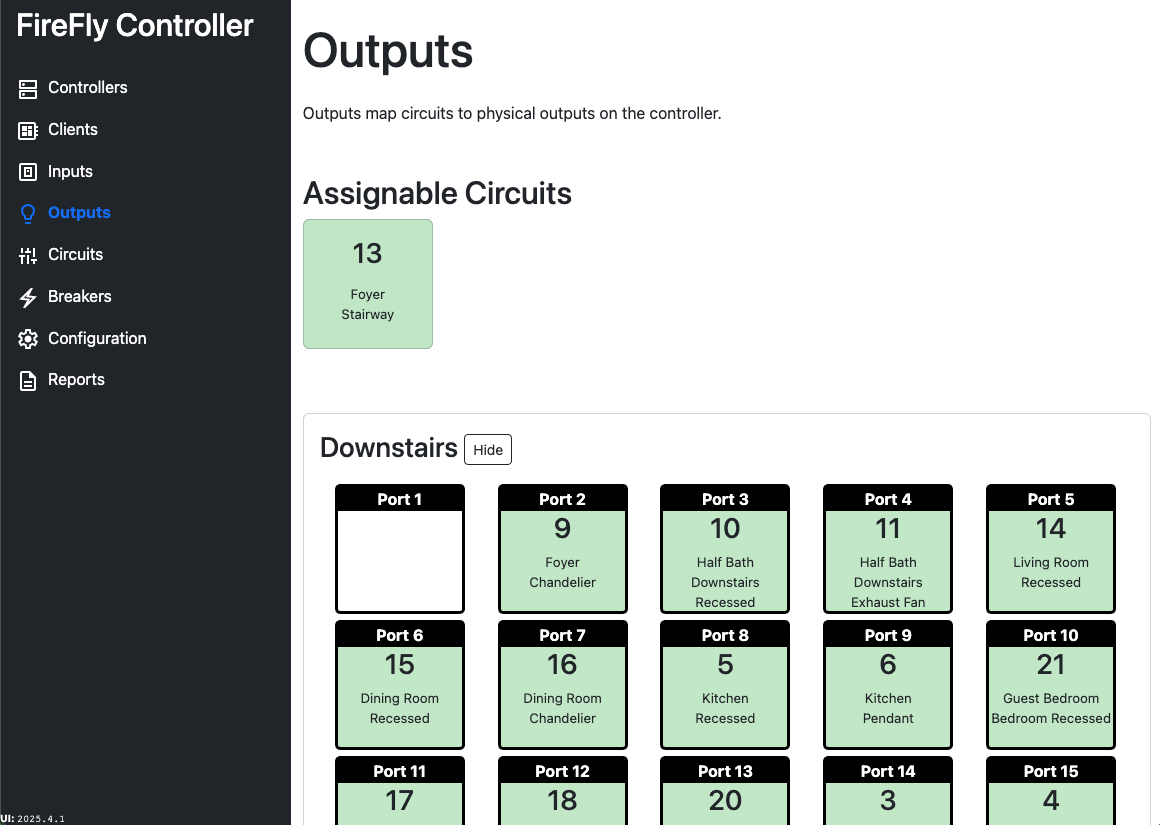 FireFly Controller
Controllers
Clients
Inputs
Outputs
Circuits
Breakers
Configuration
Reports
UI: 2025.4.1
Outputs
Outputs map circuits to physical outputs on the controller.
Assignable Circuits
13
Foyer
Stairway
Downstairs Hide
Port 1
Port 2
9
Foyer
Chandelier
Port 3
10
Half Bath
Downstairs
Recessed
Port 4
11
Half Bath
Downstairs
Exhaust Fan
Port 5
14
Living Room
Recessed
Port 6
15
Dining Room
Recessed
Port 7
16
Dining Room
Chandelier
Port 8
5
Kitchen
Recessed
Port 9
6
Kitchen
Pendant
Port 10
21
Guest Bedroom
Bedroom Recessed
Port 11
17
Port 12
18
Port 13
20
Port 14
3
Port 15
4